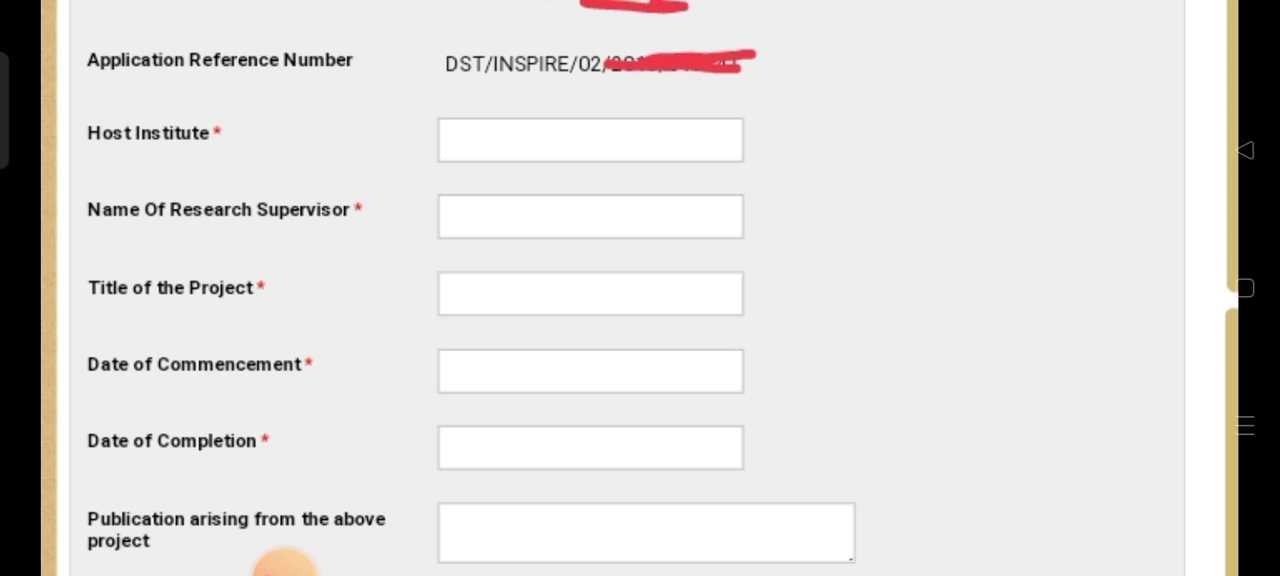 Application Reference Number DST/INSPIRE/02/
Host Institute *
Name Of Research Supervisor *
Title of the Project *
Date of Commencement *
Date of Completion *
Publication arising from the above
project